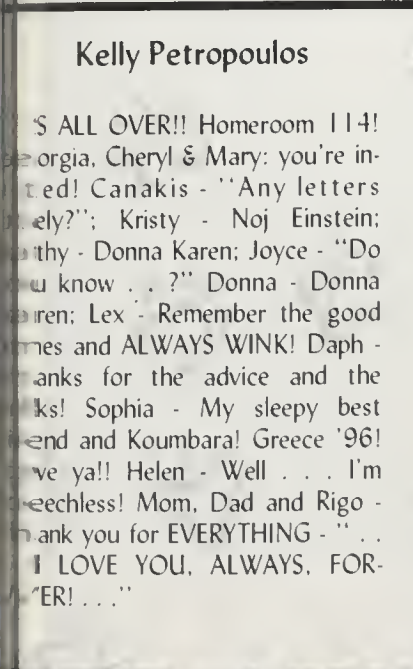 Kelly Petropoulos
'S ALL OVER!! Homeroom 114!
eorgia, Cheryl & Mary: you're in-
ted! Canakis - "Any letters
ely?"; Kristy - Noj Einstein;
thy - Donna Karen; Joyce - "Do
u know . . ?" Donna - Donna
aren; Lex - Remember the good
mes and ALWAYS WINK! Daph -
anks for the advice and the
ks! Sophia - My sleepy best
end and Koumbara! Greece '96!
ve ya!! Helen - Well . . . I'm
eechless! Mom, Dad and Rigo -
ank you for EVERYTHING - " . .
I LOVE YOU, ALWAYS, FOR-
ER! . . ."